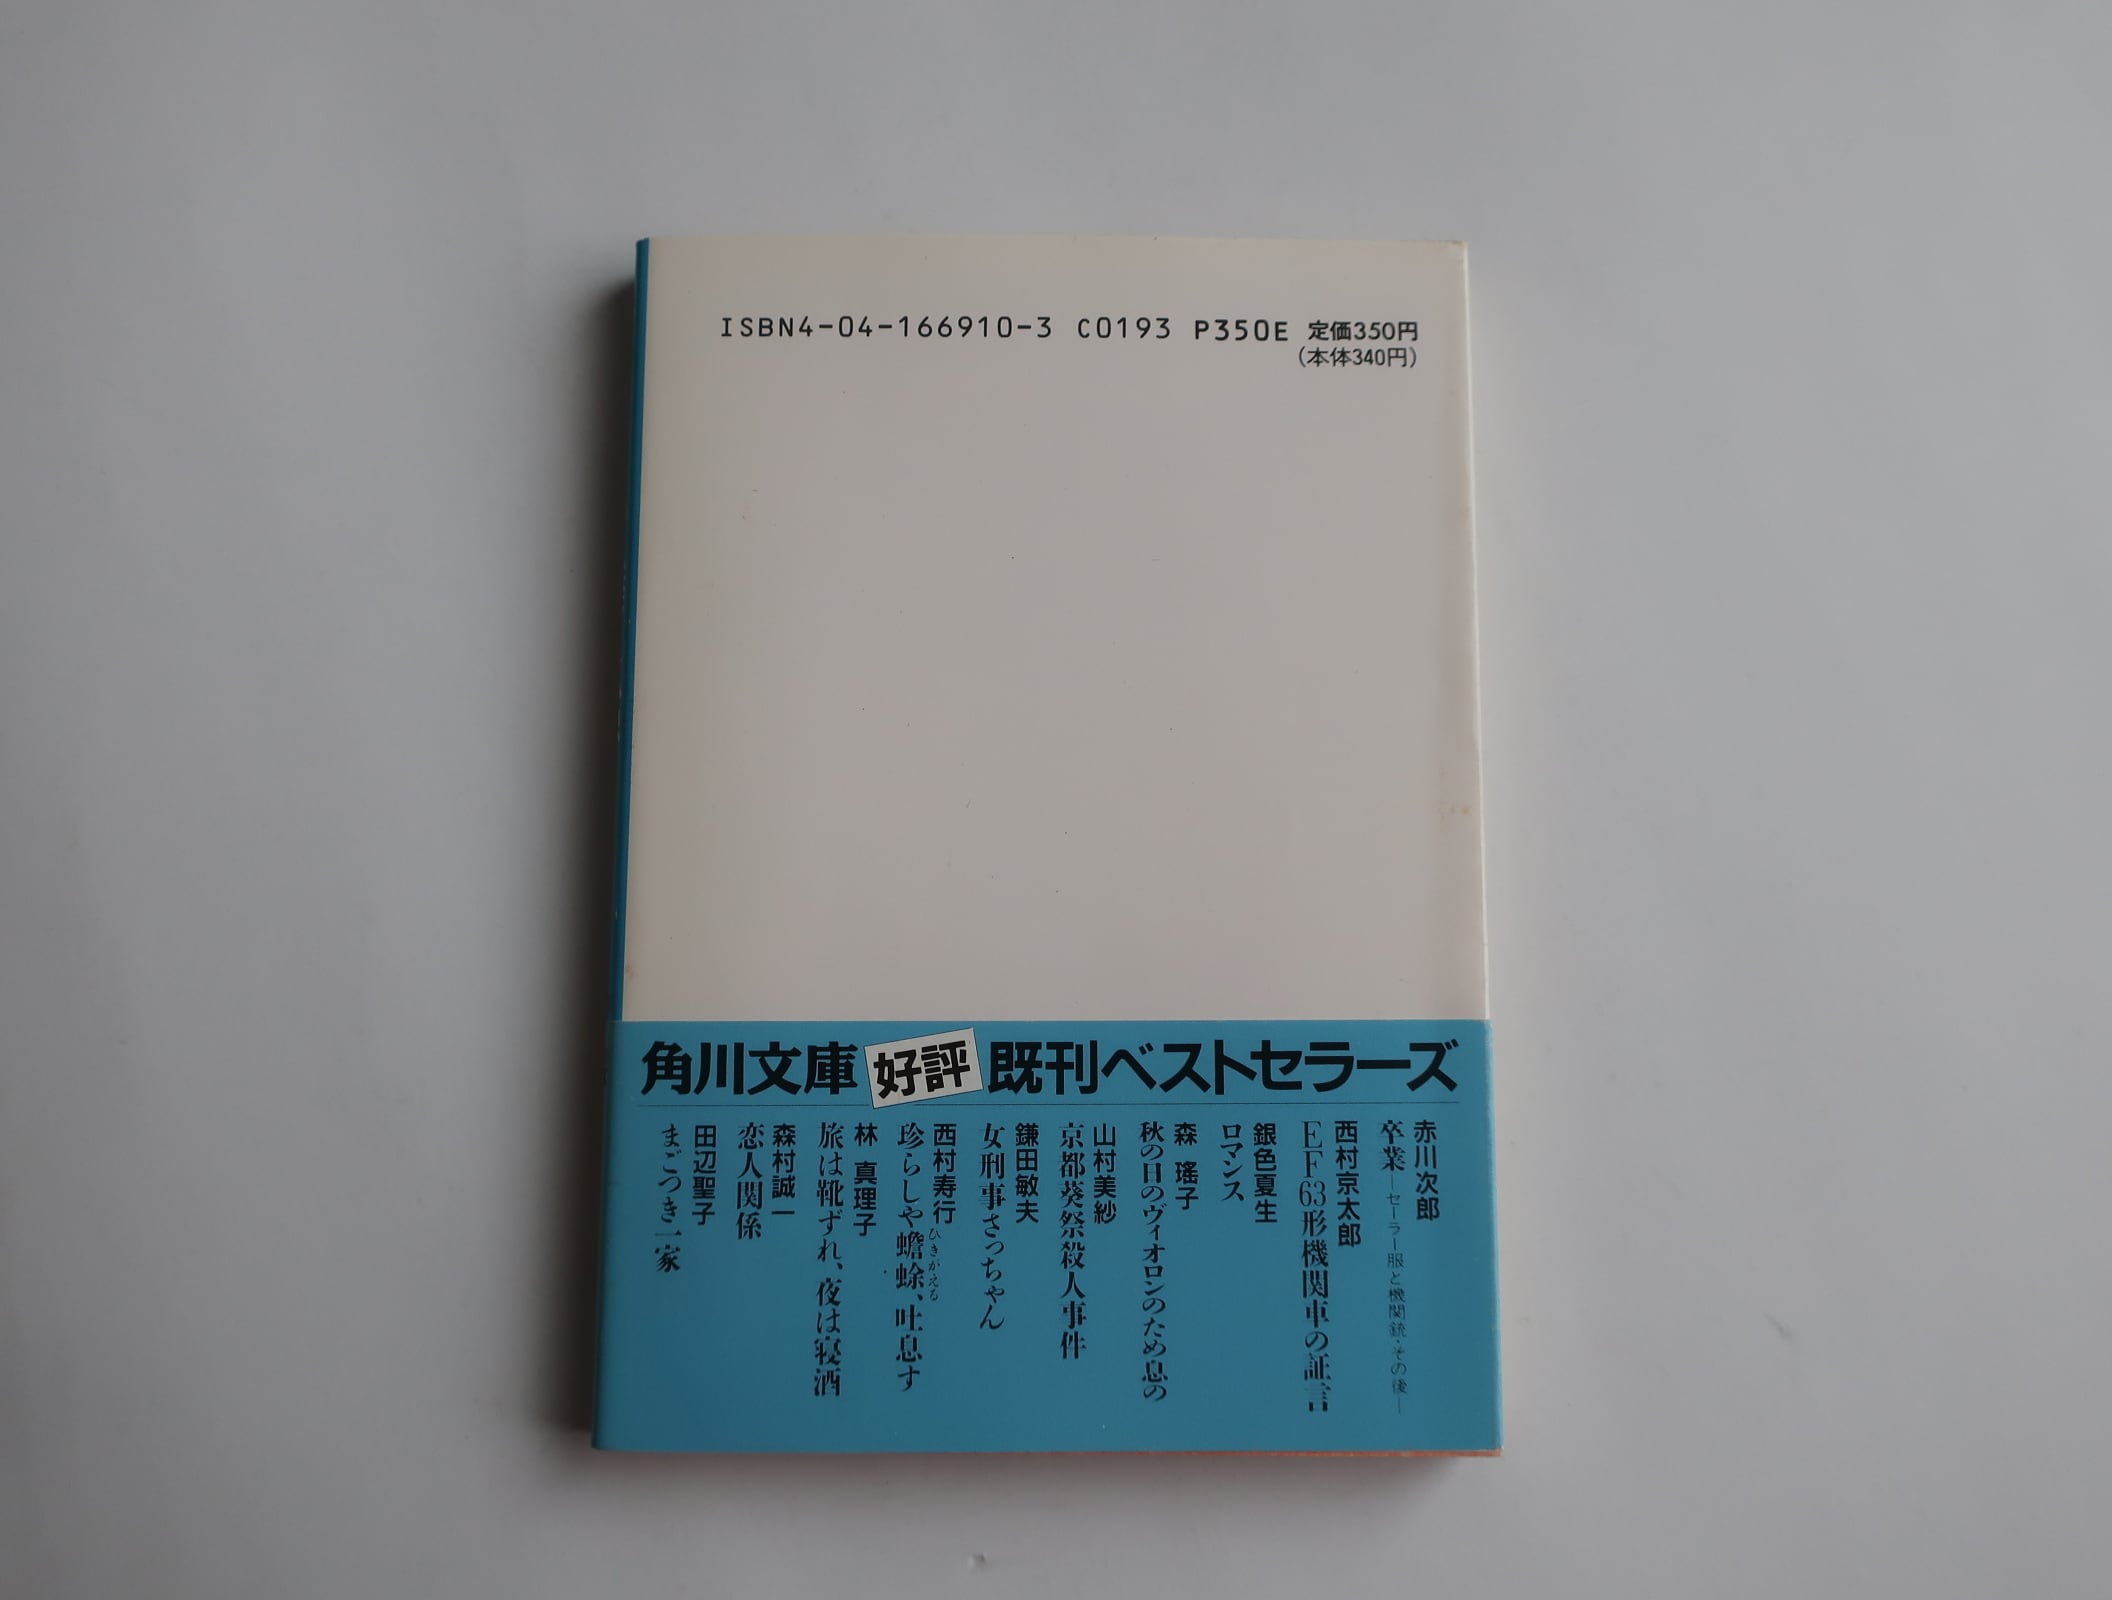 ISBN4-04-166910-3 C0193 P350E 定価350円
(本体340円)
角川文庫 好評 既刊ベストセラーズ
赤川次郎
卒業―セーラー服と機関銃・その後―
西村京太郎
EF63形機関車の証言
銀色夏生
ロマンス
森 瑤子
秋の日のヴィオロンのため息の
山村美紗
京都葵祭殺人事件
鎌田敏夫
女刑事さっちゃん
西村寿行
ひきがえる
珍らしや蟾蜍、吐息す
林 真理子
旅は靴ずれ、夜は寝酒
森村誠一
恋人関係
田辺聖子
まごつき一家